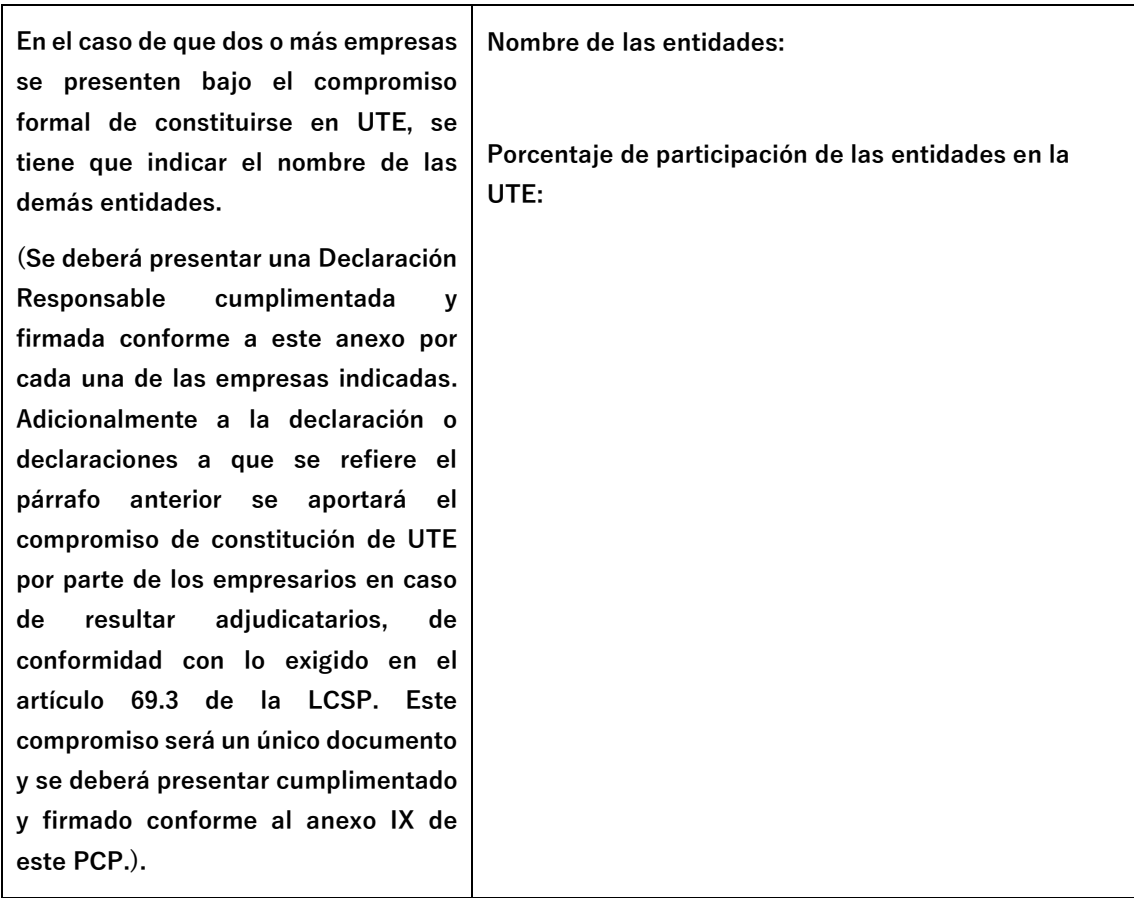 En el caso de que dos o más empresas
se presenten bajo el compromiso
formal de constituirse en UTE, se
tiene que indicar el nombre de las
demás entidades.
(Se deberá presentar una Declaración
Responsable cumplimentada y
firmada conforme a este anexo por
cada una de las empresas indicadas.
Adicionalmente a la declaración o
declaraciones a que se refiere el
párrafo anterior se aportará el
compromiso de constitución de UTE
por parte de los empresarios en caso
de resultar adjudicatarios, de
conformidad con lo exigido en el
artículo 69.3 de la LCSP. Este
compromiso será un único documento
y se deberá presentar cumplimentado
y firmado conforme al anexo IX de
este PCP.).
Nombre de las entidades:
Porcentaje de participación de las entidades en la
UTE: